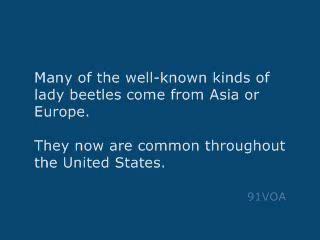 Many of the well-known kinds of
lady beetles come from Asia or
Europe.
They now are common throughout
the United States.
91VOA